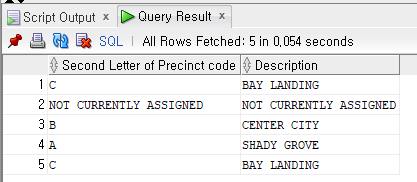 Script Output × Query Result ×
SQL | All Rows Fetched: 5 in 0,054 seconds
Second Letter of Precinct code Description
1 C BAY LANDING
2 NOT CURRENTLY ASSIGNED NOT CURRENTLY ASSIGNED
3 B CENTER CITY
4 A SHADY GROVE
5 C BAY LANDING